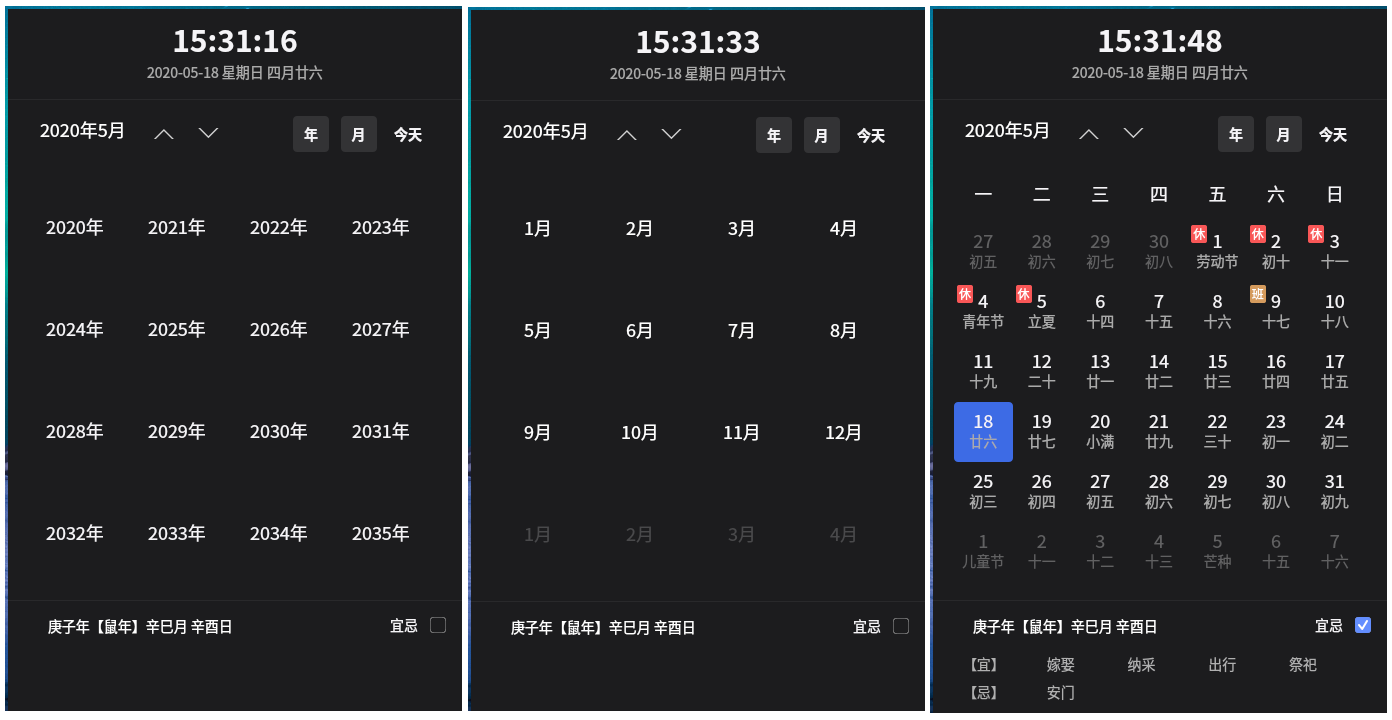 15:31:16
2020-05-18 星期日 四月廿六
2020年5月 年 月 今天
2020年 2021年 2022年 2023年
2024年 2025年 2026年 2027年
2028年 2029年 2030年 2031年
2032年 2033年 2034年 2035年
庚子年【鼠年】辛巳月 辛酉日 宜忌
15:31:33
2020-05-18 星期日 四月廿六
2020年5月 年 月 今天
1月 2月 3月 4月
5月 6月 7月 8月
9月 10月 11月 12月
1月 2月 3月 4月
庚子年【鼠年】辛巳月 辛酉日 宜忌
15:31:48
2020-05-18 星期日 四月廿六
2020年5月 年 月 今天
一 二 三 四 五 六 日
27 28 29 30 休 1 休 2 休 3
初五 初六 初七 初八 劳动节 初十 十一
休 4 休 5 6 7 8 班 9 10
青年节 立夏 十四 十五 十六 十七 十八
11 12 13 14 15 16 17
十九 二十 廿一 廿二 廿三 廿四 廿五
18 19 20 21 22 23 24
廿六 廿七 小满 廿九 三十 初一 初二
25 26 27 28 29 30 31
初三 初四 初五 初六 初七 初八 初九
1 2 3 4 5 6 7
儿童节 十一 十二 十三 芒种 十五 十六
庚子年【鼠年】辛巳月 辛酉日 宜忌
【宜】 嫁娶 纳采 出行 祭祀
【忌】 安门